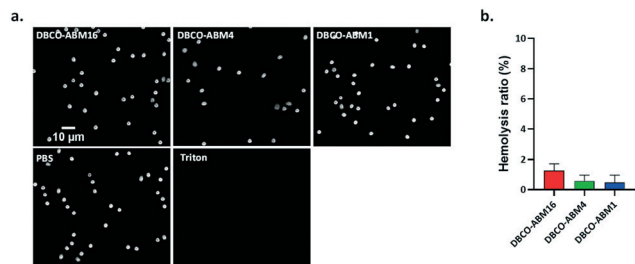 a.
DBCO-ABM16
DBCO-ABM4
DBCO-ABM1
10 µm
PBS
Triton
b.
Hemolysis ratio (%)
10
8
6
4
2
0
DBCO-ABM16
DBCO-ABM4
DBCO-ABM1